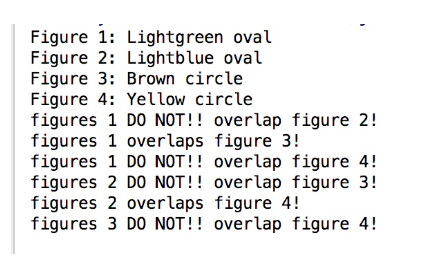 Figure 1: Lightgreen oval
Figure 2: Lightblue oval
Figure 3: Brown circle
Figure 4: Yellow circle
figures 1 DO NOT!! overlap figure 2!
figures 1 overlaps figure 3!
figures 1 DO NOT!! overlap figure 4!
figures 2 DO NOT!! overlap figure 3!
figures 2 overlaps figure 4!
figures 3 DO NOT!! overlap figure 4!